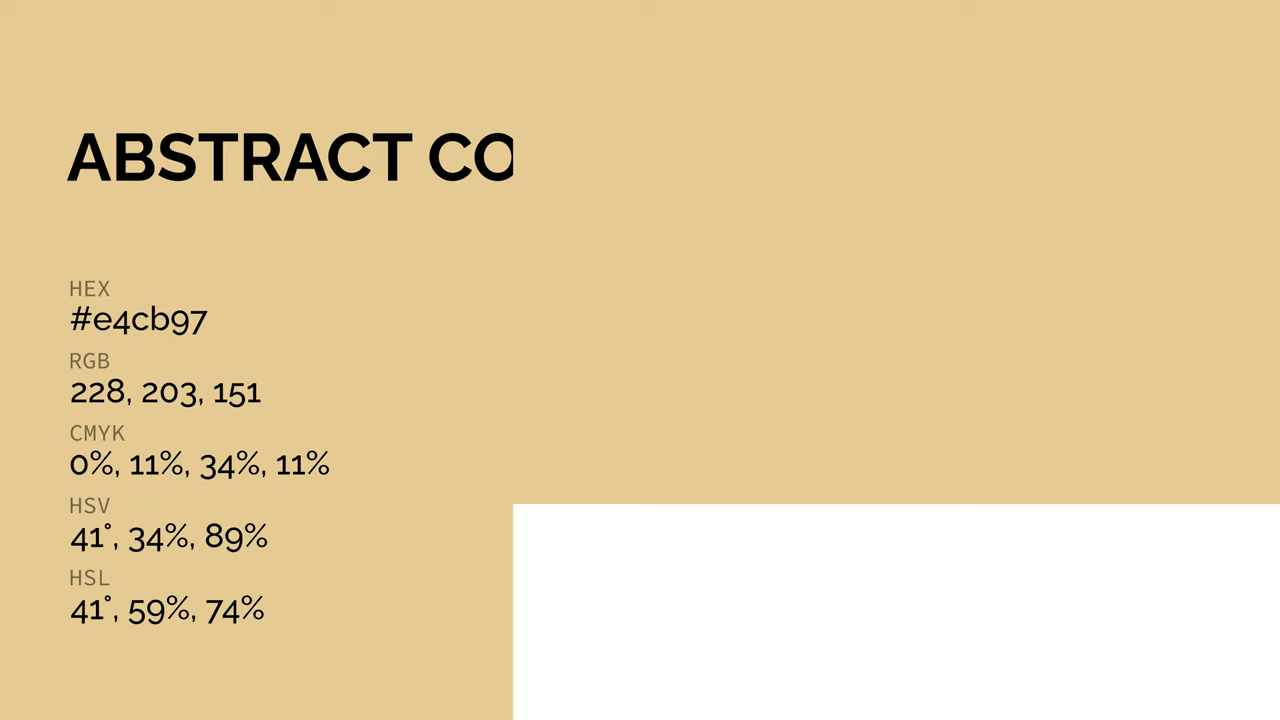 ABSTRACT CO
HEX
#e4cb97
RGB
228, 203, 151
CMYK
0%, 11%, 34%, 11%
HSV
41°, 34%, 89%
HSL
41°, 59%, 74%